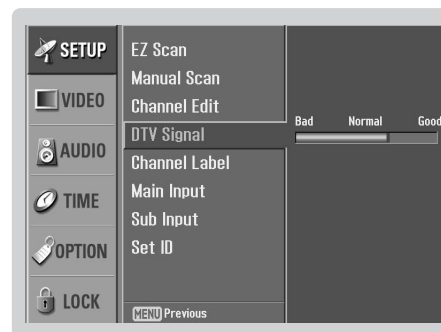 SETUP
VIDEO
AUDIO
TIME
OPTION
LOCK
EZ Scan
Manual Scan
Channel Edit
DTV Signal
Channel Label
Main Input
Sub Input
Set ID
MENU Previous
Bad Normal Good